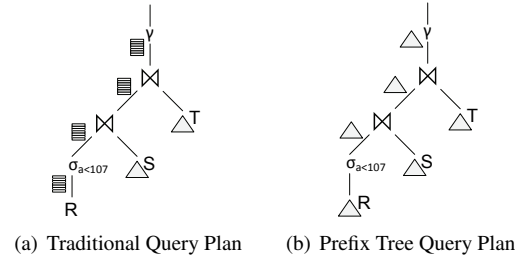 γ γ
T T
σa<107 S σa<107 S
R R
(a) Traditional Query Plan (b) Prefix Tree Query Plan